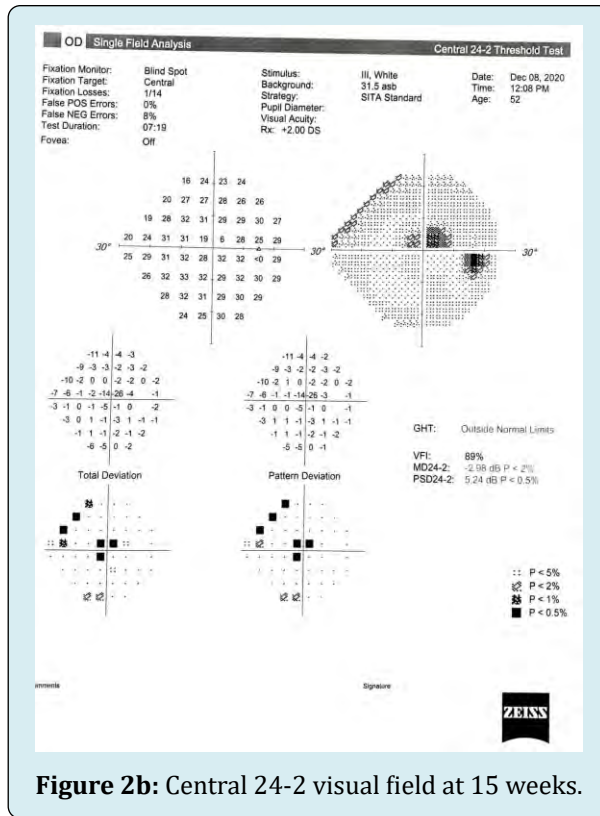 OD Single Field Analysis Central 24-2 Threshold Test
Fixation Monitor: Blind Spot Stimulus: III, White Date: Dec 08, 2020
Fixation Target: Central Background: 31.5 asb Time: 12:08 PM
Fixation Losses: 1/14 Strategy: SITA Standard Age: 52
False POS Errors: 0% Pupil Diameter:
False NEG Errors: 8% Visual Acuity:
Test Duration: 07:19 Rx: +2.00 DS
Fovea: Off
16 24 23 24
20 27 27 28 26 26
19 28 32 31 29 29 30 27
20 24 31 31 19 6 28 25 29
30° 30° 30°
25 29 31 32 28 32 32 <0 29
26 32 33 32 29 32 30 29
28 32 31 29 30 29
24 25 30 28
-11 -4 -4 -3 -11 -4 -4 -2
-9 -3 -3 -2 -3 -2 -9 -3 -2 -2 -2 -2
-10 -2 0 0 -2 -2 0 -2 -10 -2 1 0 -2 -2 0 -2
-7 -6 -1 -2 -14 -26 -4 -1 -7 -6 -1 -1 -14 -26 -4 -1
-3 -1 0 -1 -5 -1 0 -2 -3 -1 0 0 -5 -1 0 -2
-3 0 1 -1 -3 1 -1 -1 -3 1 1 -1 -3 1 -1 -1
-1 1 -1 -2 -1 -2 -1 1 -1 -2 -1 -2
-6 -5 0 -2 -5 -5 0 -2
GHT: Outside Normal Limits
VFI: 89%
MD24-2: -2.98 dB P < 2%
PSD24-2: 5.24 dB P < 0.5%
Total Deviation Pattern Deviation
P < 5%
P < 2%
P < 1%
P < 0.5%
Signature
ZEISS
Figure 2b: Central 24-2 visual field at 15 weeks.